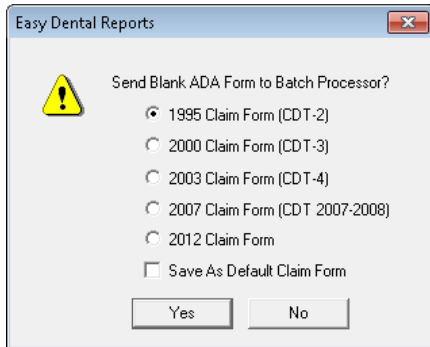 Easy Dental Reports
Send Blank ADA Form to Batch Processor?
1995 Claim Form (CDT-2)
2000 Claim Form (CDT-3)
2003 Claim Form (CDT-4)
2007 Claim Form (CDT 2007-2008)
2012 Claim Form
Save As Default Claim Form
Yes No